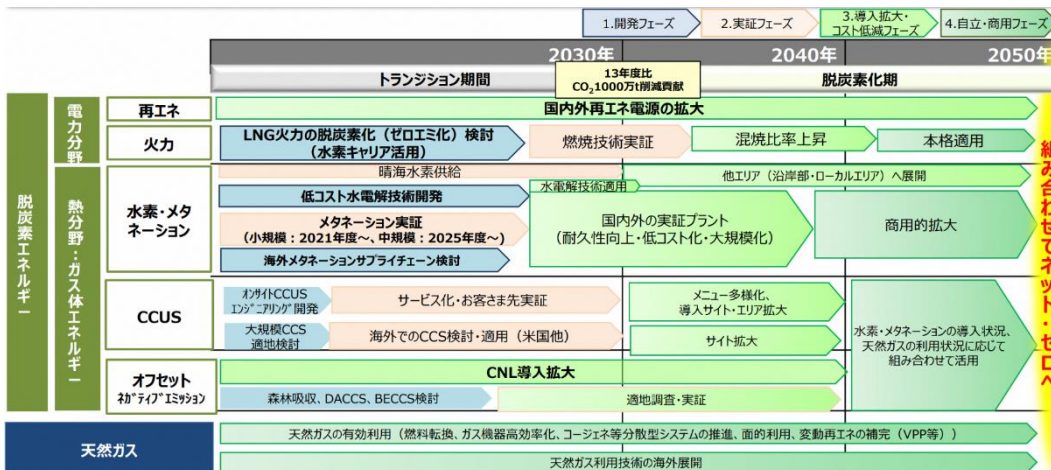 1.開発フェーズ
2.実証フェーズ
3.導入拡大・
コスト低減フェーズ
4.自立・商用フェーズ
2030年
2040年
2050年
トランジション期間
13年度比
CO₂1000万t削減貢献
脱炭素化期
脱炭素エネルギー
電力分野
再エネ
国内外再エネ電源の拡大
火力
LNG火力の脱炭素化(ゼロエミ化)検討
(水素キャリア活用)
燃焼技術実証
混焼比率上昇
本格適用
熱分野:ガス体エネルギー
水素・メタ
ネーション
晴海水素供給
水電解技術適用
他エリア(沿岸部・ローカルエリア)へ展開
低コスト水電解技術開発
メタネーション実証
(小規模:2021年度~、中規模:2025年度~)
海外メタネーションサプライチェーン検討
国内外の実証プラント
(耐久性向上・低コスト化・大規模化)
商用的拡大
CCUS
オンサイトCCUS
エンジニアリング開発
サービス化・お客さま先実証
メニュー多様化、
導入サイト・エリア拡大
大規模CCS
適地検討
海外でのCCS検討・適用(米国他)
サイト拡大
水素・メタネーションの導入状況、
天然ガスの利用状況に応じて
組み合わせて活用
オフセット
ネガティブエミッション
CNL導入拡大
森林吸収、DACCS、BECCS検討
適地調査・実証
天然ガス
天然ガスの有効利用(燃料転換、ガス機器高効率化、コージェネ等分散型システムの推進、面的利用、変動再エネの補完(VPP等))
天然ガス利用技術の海外展開
組み合わせてネット・ゼロへ